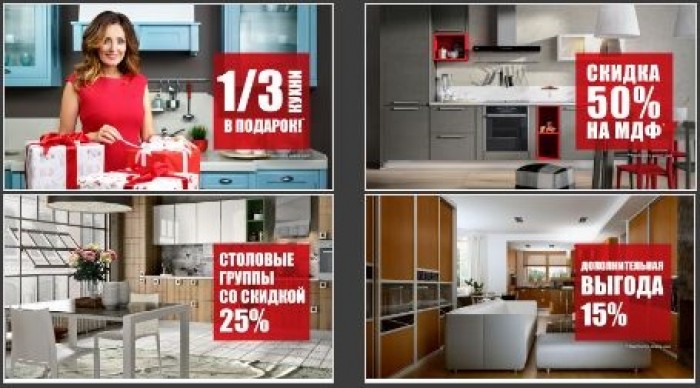 1/3 КУХНИ
В ПОДАРОК!*
СКИДКА
50%
НА МДФ*
СТОЛОВЫЕ
ГРУППЫ
СО СКИДКОЙ
25%
ДОПОЛНИТЕЛЬНАЯ
ВЫГОДА
15%